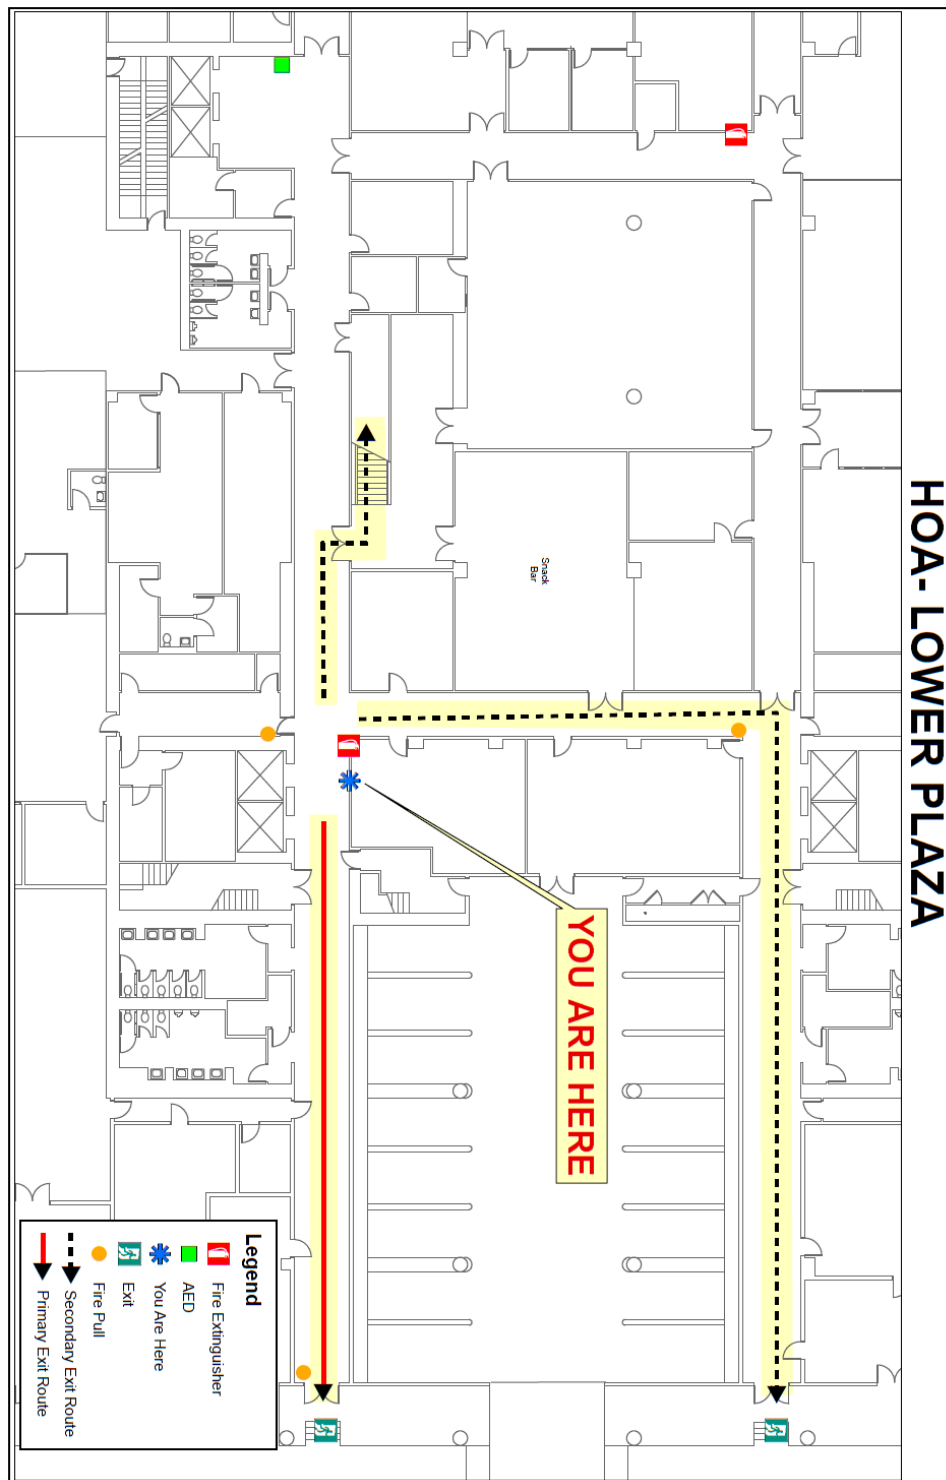 HOA- LOWER PLAZA
Snack
Bar
YOU ARE HERE
Legend
Fire Extinguisher
AED
You Are Here
Exit
Fire Pull
Secondary Exit Route
Primary Exit Route